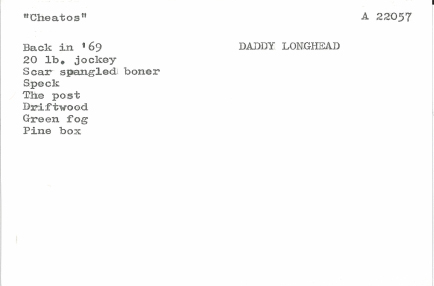 "Cheatos" A 22057
Back in '69 DADDY LONGHEAD
20 lb. jockey
Scar spangled boner
Speck
The post
Driftwood
Green fog
Pine box